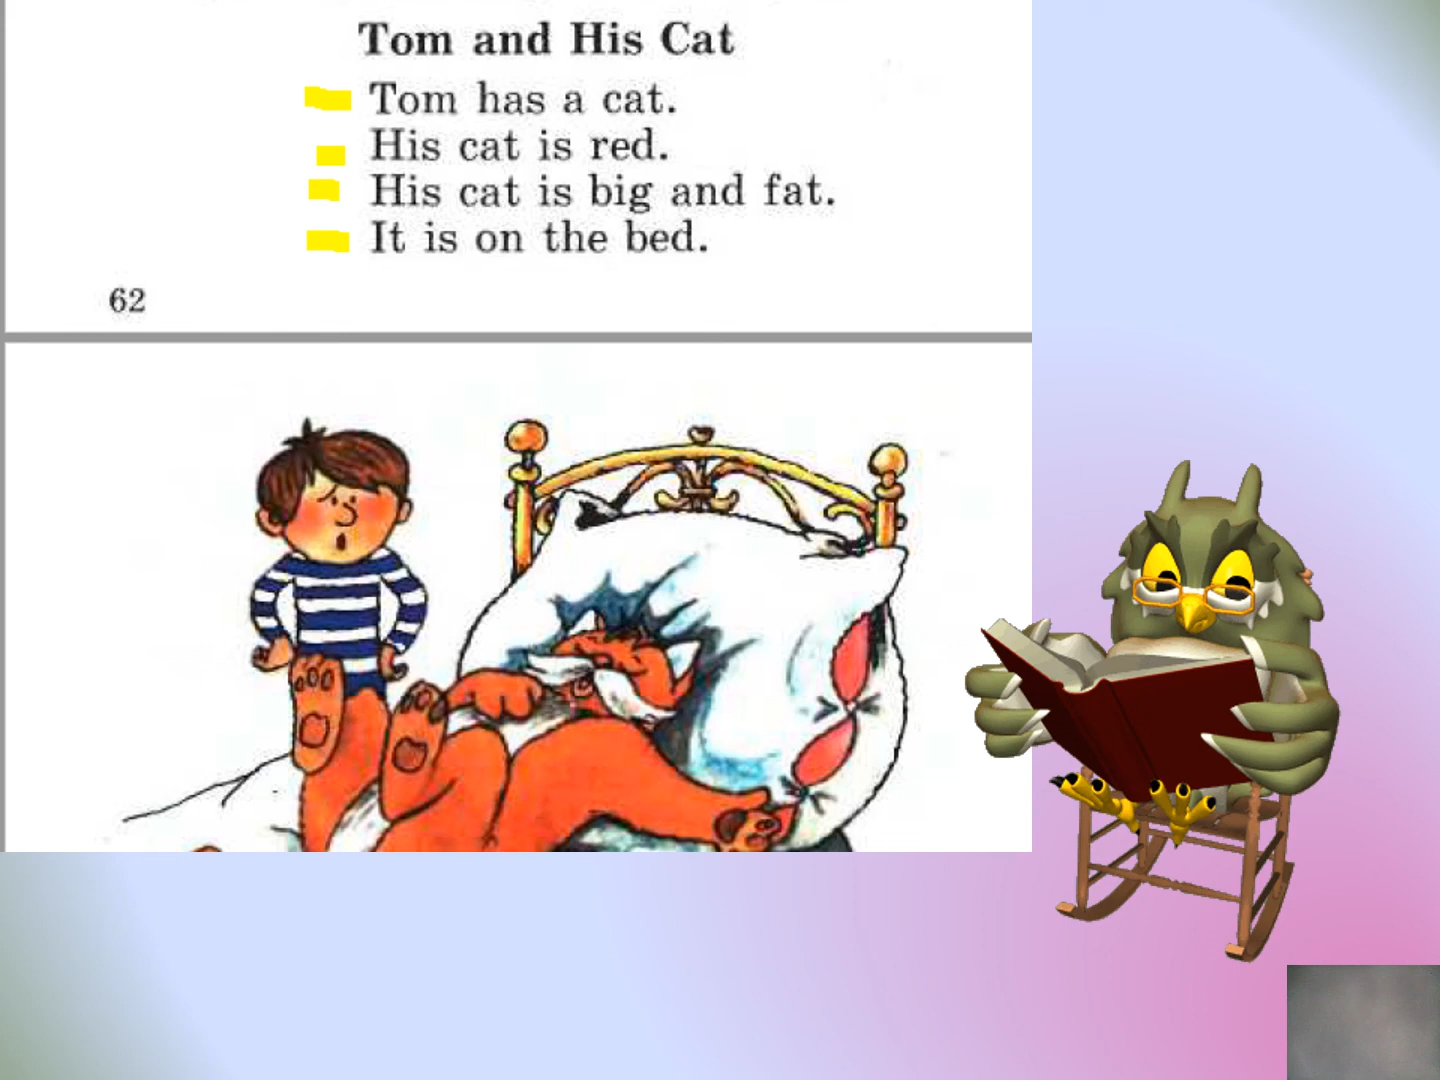 Tom and His Cat
Tom has a cat.
His cat is red.
His cat is big and fat.
It is on the bed.
62